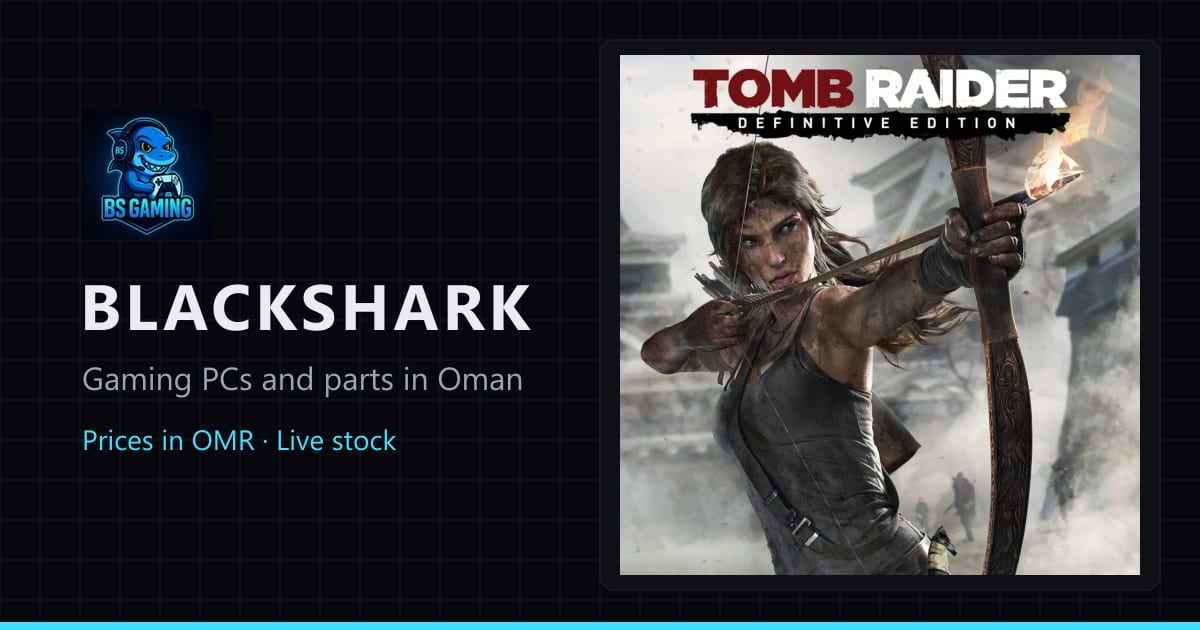 BS
BS GAMING
BLACKSHARK
Gaming PCs and parts in Oman
Prices in OMR · Live stock
TOMB RAIDER
DEFINITIVE EDITION